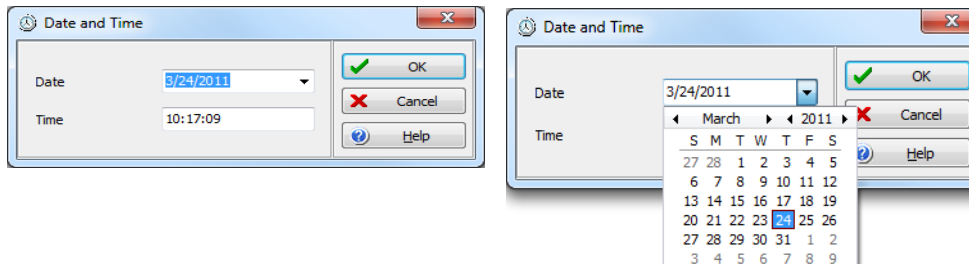 Date and Time
Date 3/24/2011
Time 10:17:09
OK
Cancel
Help
Date and Time
Date 3/24/2011
Time
OK
Cancel
Help
March 2011
S M T W T F S
27 28 1 2 3 4 5
6 7 8 9 10 11 12
13 14 15 16 17 18 19
20 21 22 23 24 25 26
27 28 29 30 31 1 2
3 4 5 6 7 8 9